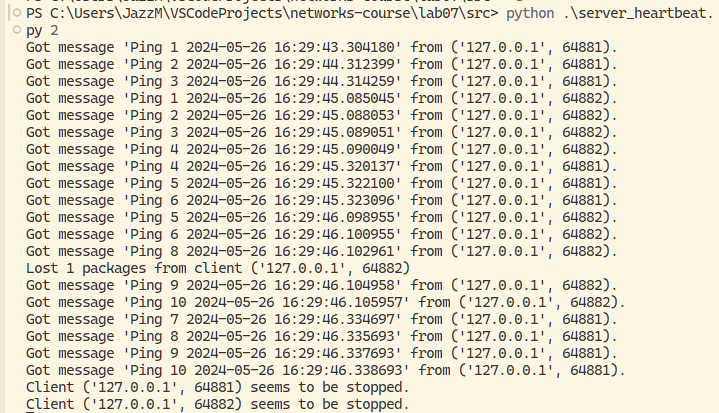 PS C:\Users\JazzM\VSCodeProjects\networks-course\lab07\src> python .\server_heartbeat.
py 2
Got message 'Ping 1 2024-05-26 16:29:43.304180' from ('127.0.0.1', 64881).
Got message 'Ping 2 2024-05-26 16:29:44.312399' from ('127.0.0.1', 64881).
Got message 'Ping 3 2024-05-26 16:29:44.314259' from ('127.0.0.1', 64881).
Got message 'Ping 1 2024-05-26 16:29:45.085045' from ('127.0.0.1', 64882).
Got message 'Ping 2 2024-05-26 16:29:45.088053' from ('127.0.0.1', 64882).
Got message 'Ping 3 2024-05-26 16:29:45.089051' from ('127.0.0.1', 64882).
Got message 'Ping 4 2024-05-26 16:29:45.090049' from ('127.0.0.1', 64882).
Got message 'Ping 4 2024-05-26 16:29:45.320137' from ('127.0.0.1', 64881).
Got message 'Ping 5 2024-05-26 16:29:45.322100' from ('127.0.0.1', 64881).
Got message 'Ping 6 2024-05-26 16:29:45.323096' from ('127.0.0.1', 64881).
Got message 'Ping 5 2024-05-26 16:29:46.098955' from ('127.0.0.1', 64882).
Got message 'Ping 6 2024-05-26 16:29:46.100955' from ('127.0.0.1', 64882).
Got message 'Ping 8 2024-05-26 16:29:46.102961' from ('127.0.0.1', 64882).
Lost 1 packages from client ('127.0.0.1', 64882)
Got message 'Ping 9 2024-05-26 16:29:46.104958' from ('127.0.0.1', 64882).
Got message 'Ping 10 2024-05-26 16:29:46.105957' from ('127.0.0.1', 64882).
Got message 'Ping 7 2024-05-26 16:29:46.334697' from ('127.0.0.1', 64881).
Got message 'Ping 8 2024-05-26 16:29:46.335693' from ('127.0.0.1', 64881).
Got message 'Ping 9 2024-05-26 16:29:46.337693' from ('127.0.0.1', 64881).
Got message 'Ping 10 2024-05-26 16:29:46.338693' from ('127.0.0.1', 64881).
Client ('127.0.0.1', 64881) seems to be stopped.
Client ('127.0.0.1', 64882) seems to be stopped.